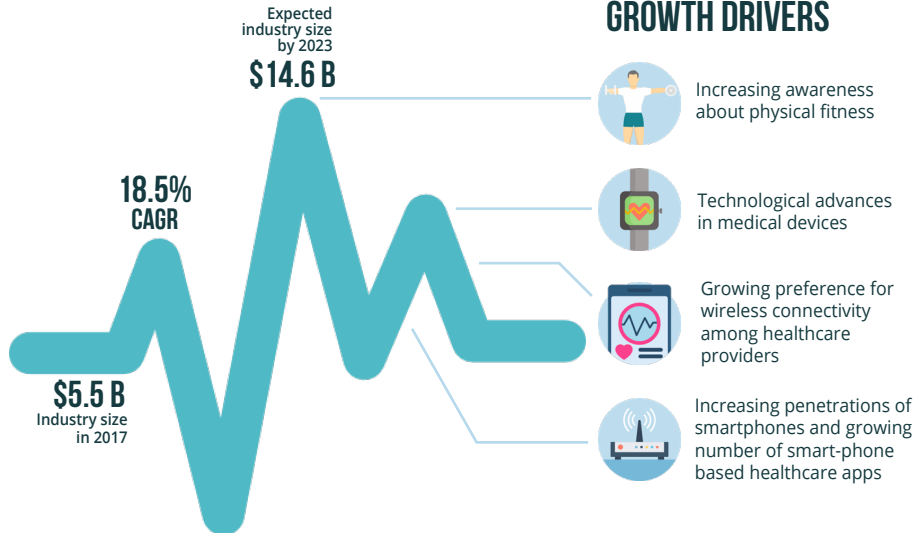 Expected
industry size
by 2023
$14.6 B
18.5%
CAGR
$5.5 B
Industry size
in 2017
GROWTH DRIVERS
Increasing awareness
about physical fitness
Technological advances
in medical devices
Growing preference for
wireless connectivity
among healthcare
providers
Increasing penetrations of
smartphones and growing
number of smart-phone
based healthcare apps